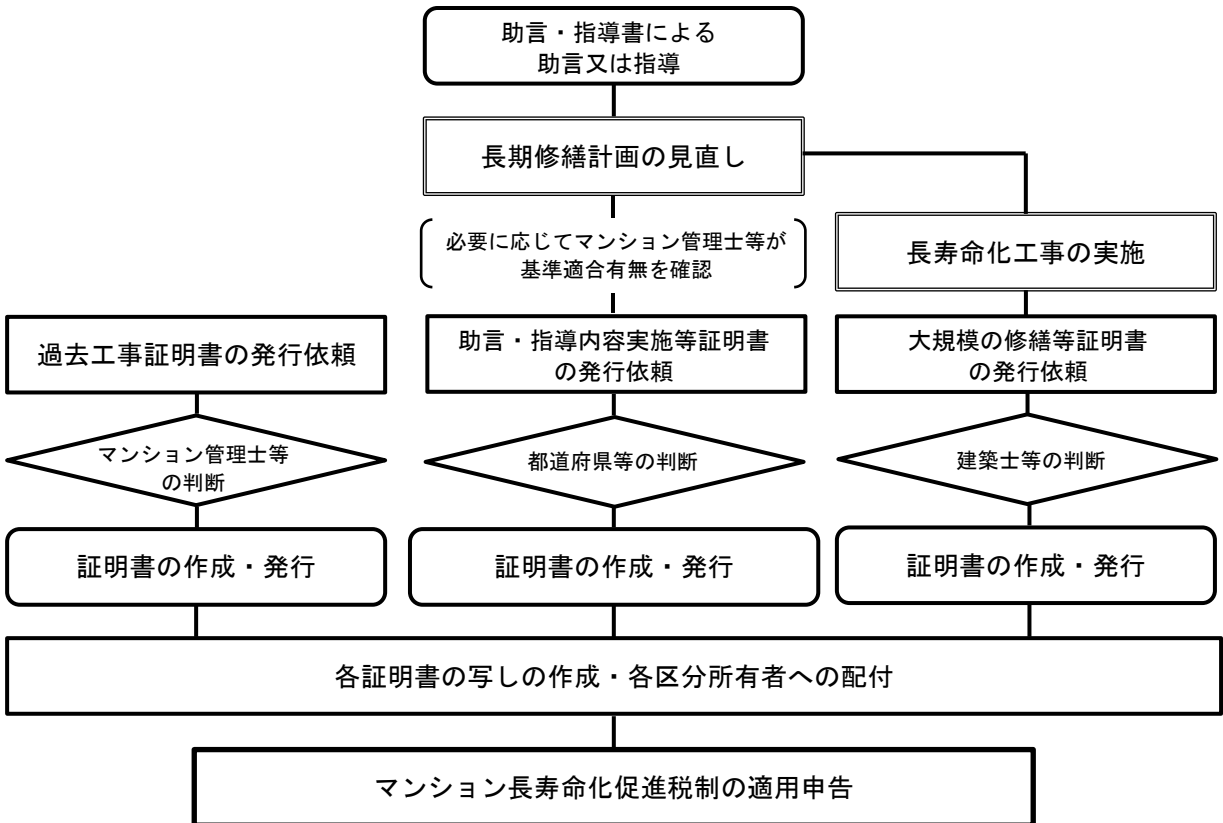 助言・指導書による
助言又は指導
長期修繕計画の見直し
必要に応じてマンション管理士等が
基準適合有無を確認
長寿命化工事の実施
過去工事証明書の発行依頼
助言・指導内容実施等証明書
の発行依頼
大規模の修繕等証明書
の発行依頼
マンション管理士等
の判断
都道府県等の判断
建築士等の判断
証明書の作成・発行
証明書の作成・発行
証明書の作成・発行
各証明書の写しの作成・各区分所有者への配付
マンション長寿命化促進税制の適用申告